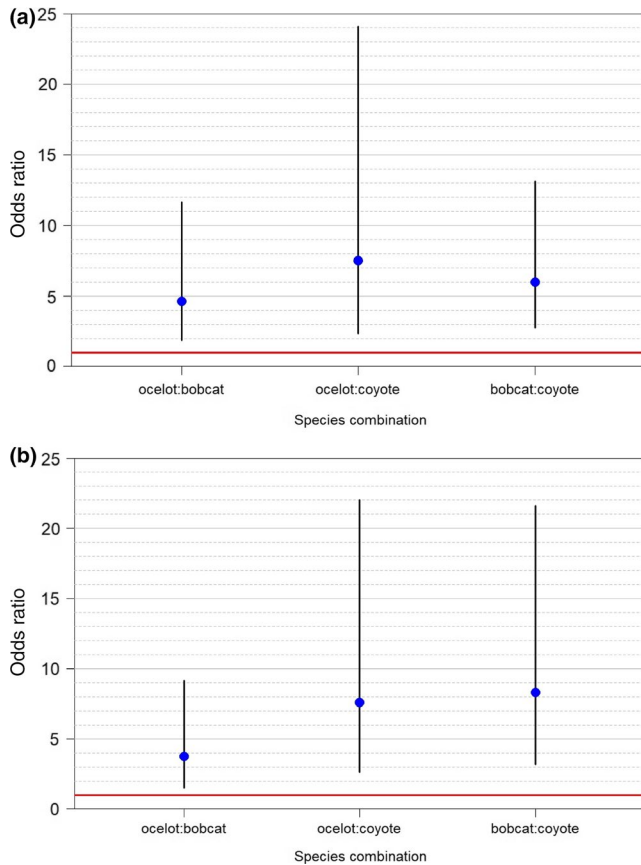 (a)
25
20
15
10
5
0
Odds ratio
ocelot:bobcat ocelot:coyote bobcat:coyote
Species combination
(b)
25
20
15
10
5
0
Odds ratio
ocelot:bobcat ocelot:coyote bobcat:coyote
Species combination